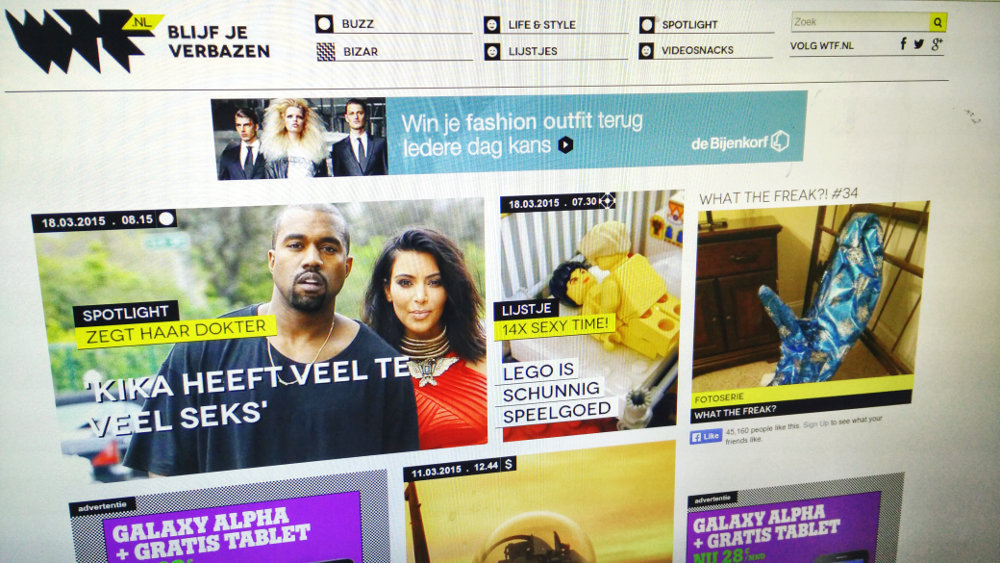 WTF.NL
BLIJF JE
VERBAZEN
BUZZ
BIZAR
LIFE & STYLE
LIJSTJES
SPOTLIGHT
VIDEOSNACKS
Zoek
VOLG WTF.NL
f
g+
Win je fashion outfit terug
Iedere dag kans
de Bijenkorf
18.03.2015 . 08.15
SPOTLIGHT
ZEGT HAAR DOKTER
'KIKA HEEFT VEEL TE
VEEL SEKS'
18.03.2015 . 07.30
LIJSTJE
14X SEXY TIME!
LEGO IS
SCHUNNIG
SPEELGOED
WHAT THE FREAK?! #34
FOTOSERIE
WHAT THE FREAK?
f Like
45,160 people like this. Sign Up to see what your
friends like.
advertentie
GALAXY ALPHA
+ GRATIS TABLET
11.03.2015 . 12.44 $
advertentie
GALAXY ALPHA
+ GRATIS TABLET
NU 28